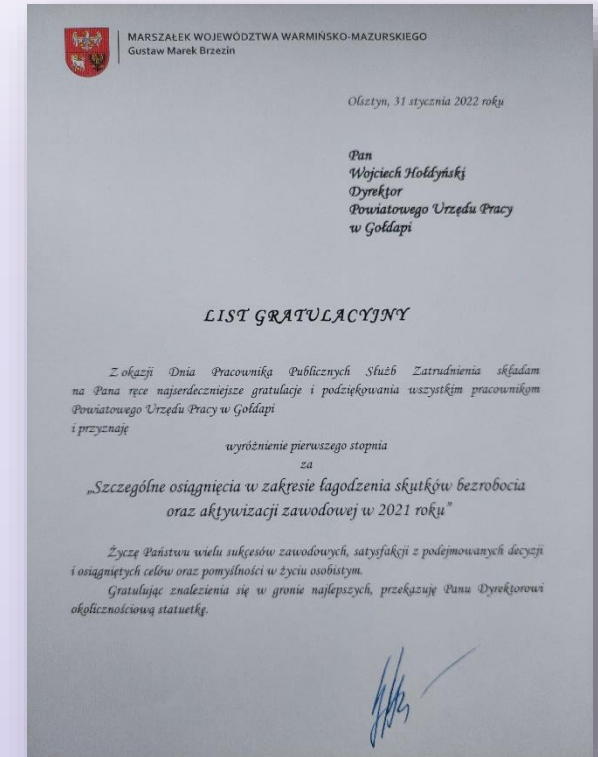 MARSZAŁEK WOJEWÓDZTWA WARMIŃSKO-MAZURSKIEGO
Gustaw Marek Brzezin
Olsztyn, 31 stycznia 2022 roku
Pan
Wojciech Hołdyński
Dyrektor
Powiatowego Urzędu Pracy
w Gołdapi
LIST GRATULACYJNY
Z okazji Dnia Pracownika Publicznych Służb Zatrudnienia składam
na Pana ręce najserdeczniejsze gratulacje i podziękowania wszystkim pracownikom
Powiatowego Urzędu Pracy w Gołdapi
i przyznaję
wyróżnienie pierwszego stopnia
za
„Szczególne osiągnięcia w zakresie łagodzenia skutków bezrobocia
oraz aktywizacji zawodowej w 2021 roku”
Życzę Państwu wielu sukcesów zawodowych, satysfakcji z podejmowanych decyzji
i osiągniętych celów oraz pomyślności w życiu osobistym.
Gratulując znalezienia się w gronie najlepszych, przekazuję Panu Dyrektorowi
okolicznościową statuetkę.